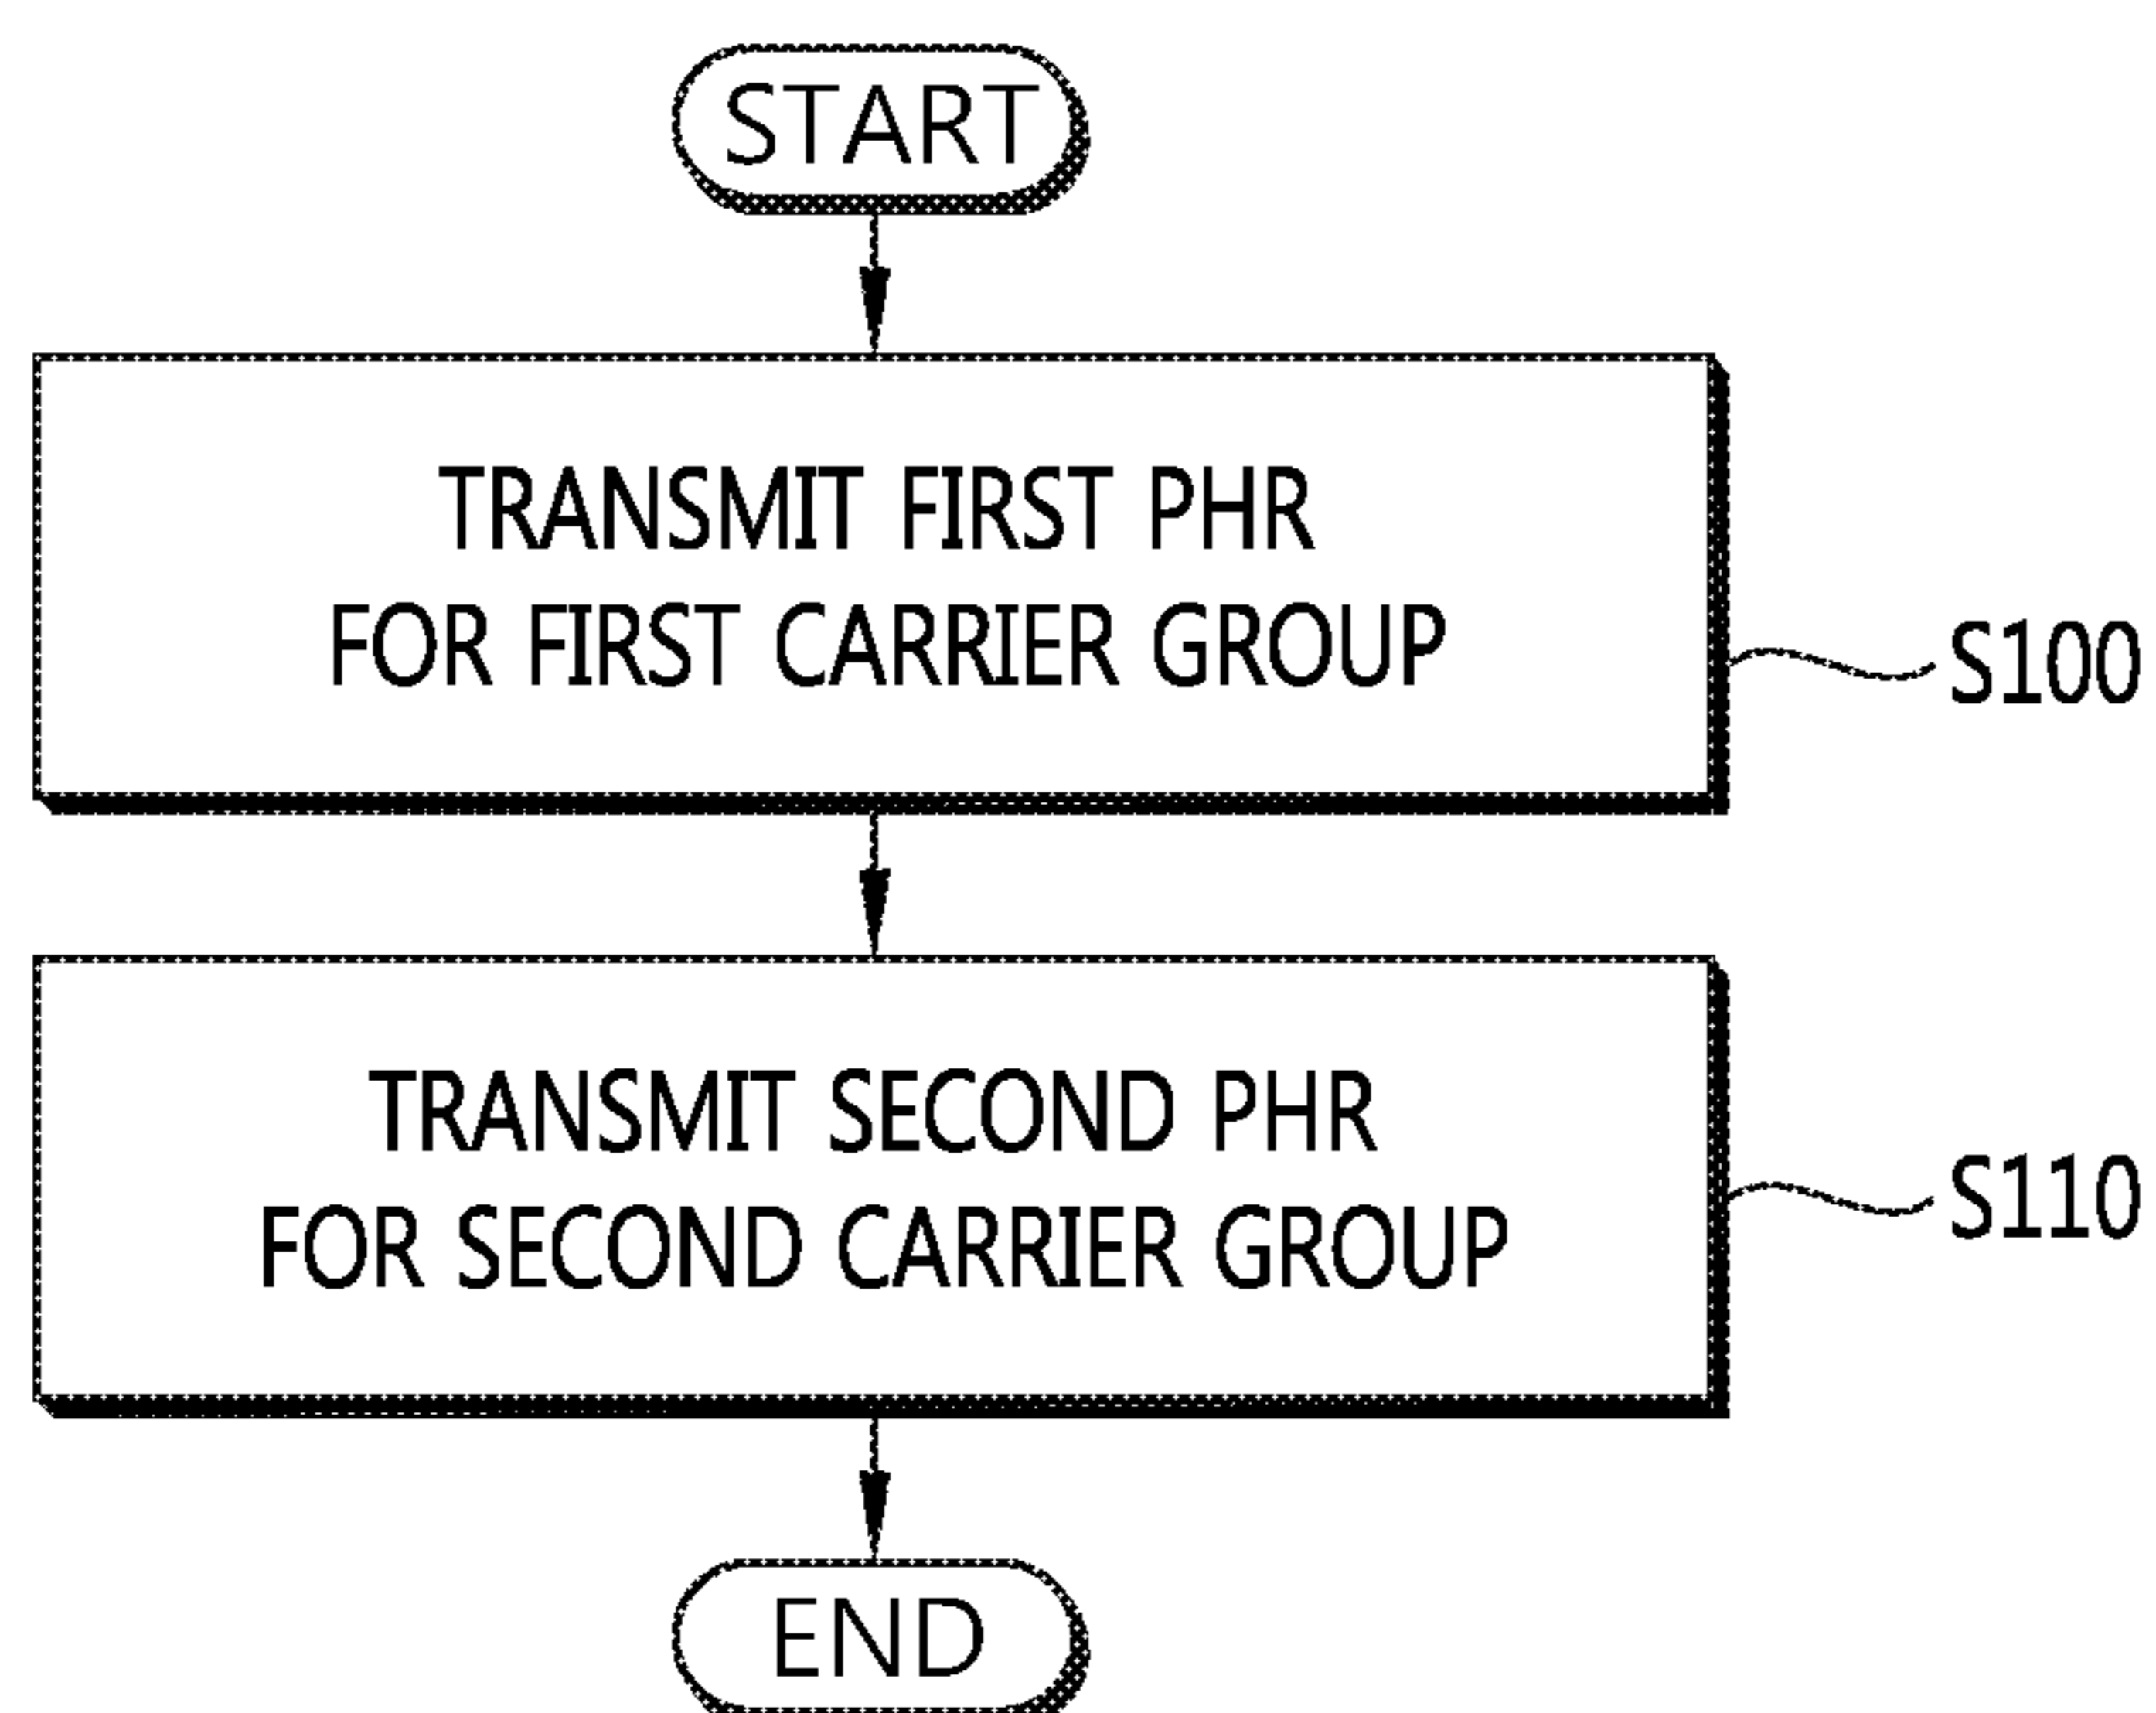 START
TRANSMIT FIRST PHR
FOR FIRST CARRIER GROUP
S100
TRANSMIT SECOND PHR
FOR SECOND CARRIER GROUP
S110
END